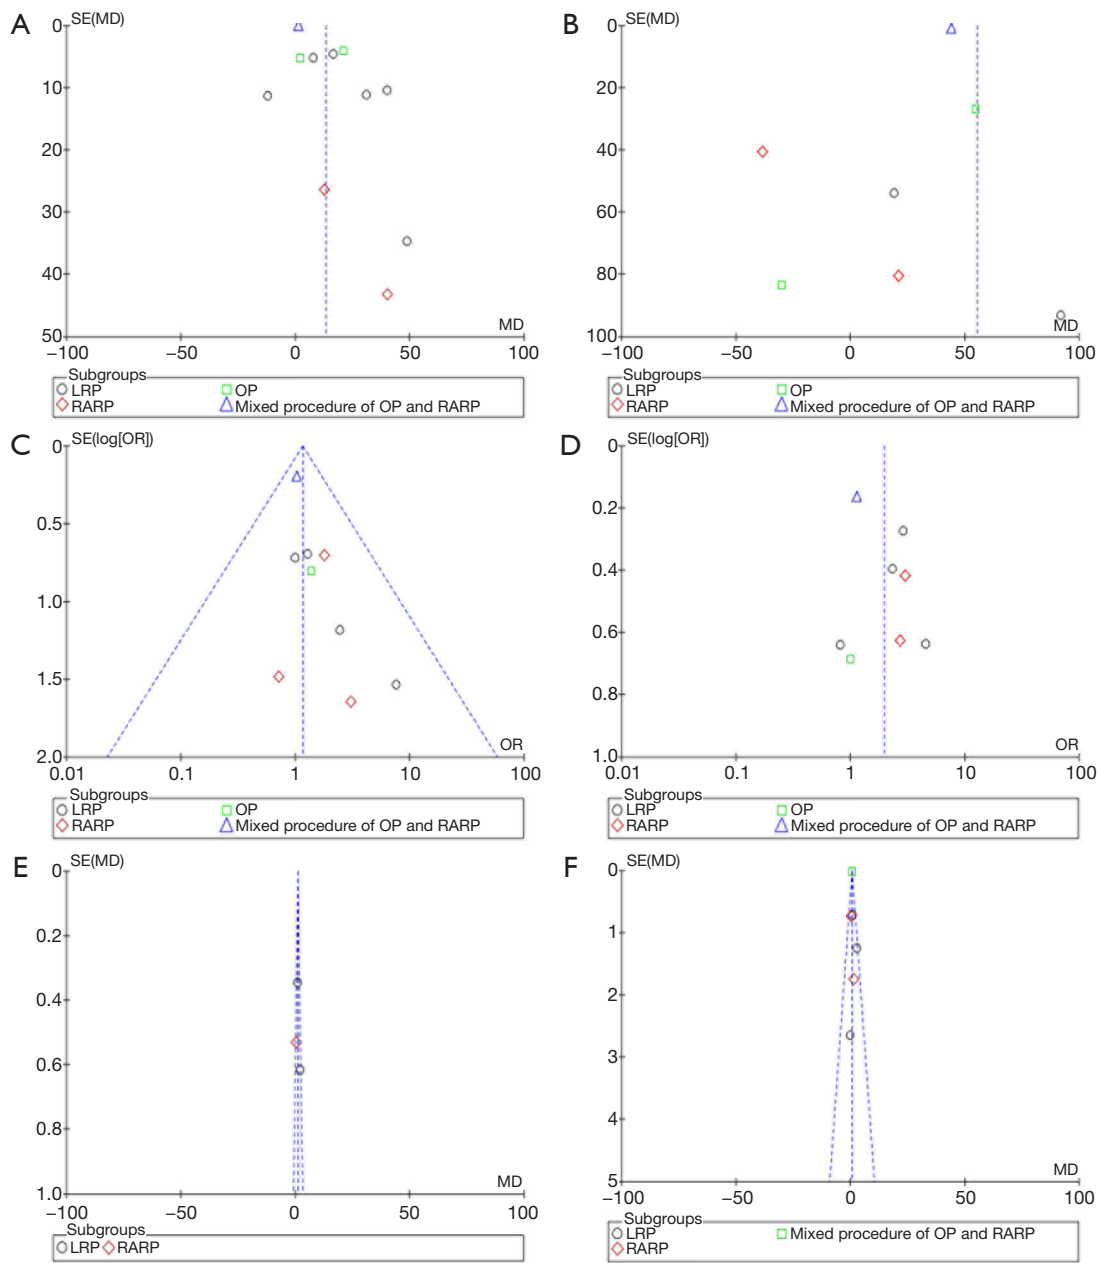 A
SE(MD)
0
10
20
30
40
50
MD
−100
−50
0
50
100
Subgroups
LRP
OP
RARP
Mixed procedure of OP and RARP
B
SE(MD)
0
20
40
60
80
100
MD
−100
−50
0
50
100
Subgroups
LRP
OP
RARP
Mixed procedure of OP and RARP
C
SE(log[OR])
0
0.5
1.0
1.5
2.0
OR
0.01
0.1
1
10
100
Subgroups
LRP
OP
RARP
Mixed procedure of OP and RARP
D
SE(log[OR])
0
0.2
0.4
0.6
0.8
1.0
OR
0.01
0.1
1
10
100
Subgroups
LRP
OP
RARP
Mixed procedure of OP and RARP
E
SE(MD)
0
0.2
0.4
0.6
0.8
1.0
MD
−100
−50
0
50
100
Subgroups
LRP RARP
F
SE(MD)
0
1
2
3
4
5
MD
−100
−50
0
50
100
Subgroups
LRP
Mixed procedure of OP and RARP
RARP